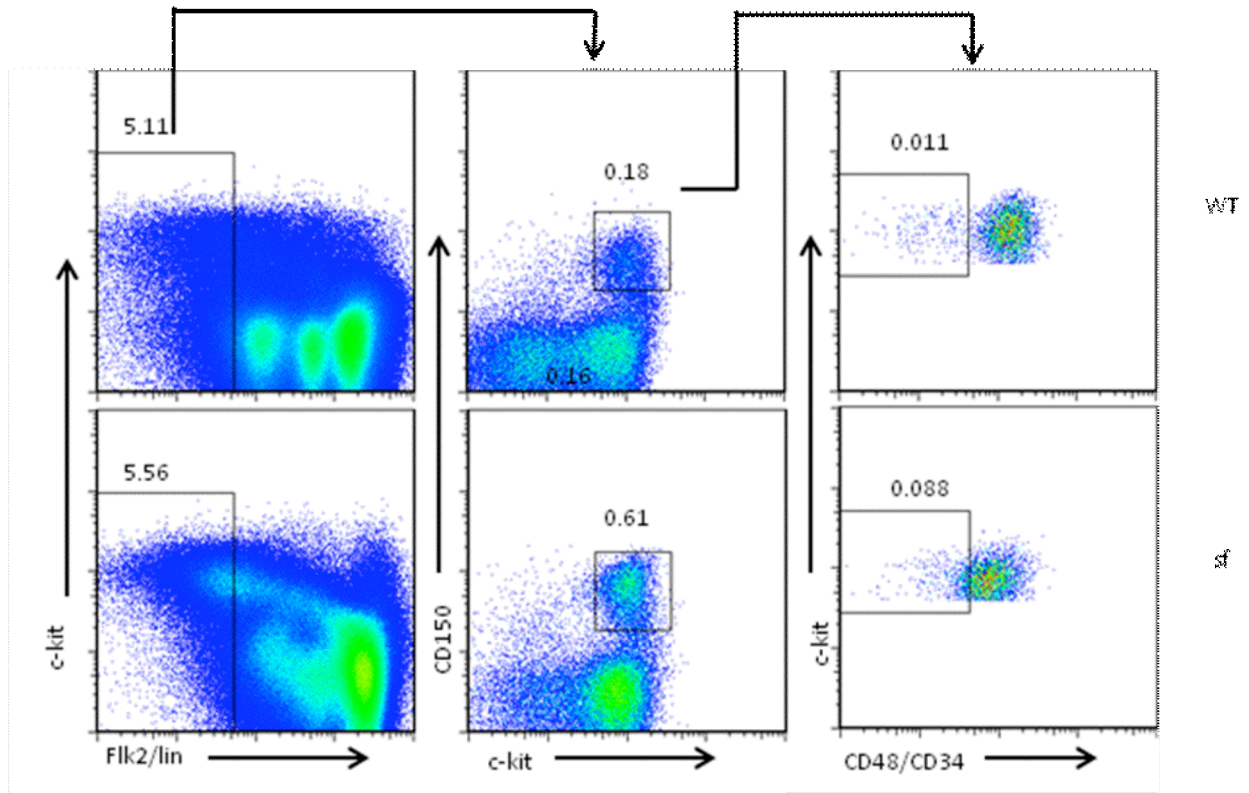 5.11
0.18
0.011
WT
0.16
5.56
0.61
0.088
sf
c-kit
CD150
c-kit
Flk2/lin
c-kit
CD48/CD34